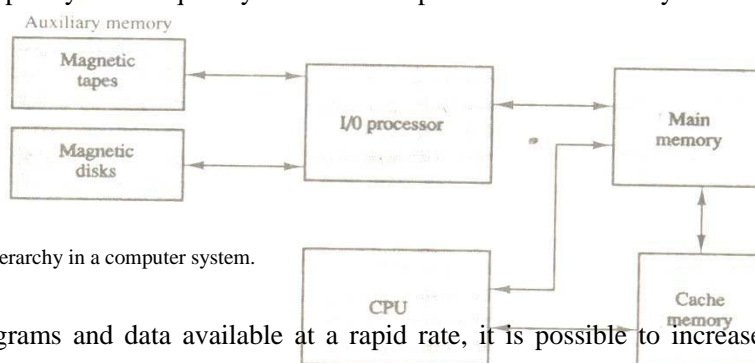 Auxiliary memory
Magnetic
tapes
I/0 processor
Main
memory
Magnetic
disks
erarchy in a computer system.
CPU
Cache
memory
grams and data available at a rapid rate, it is possible to increase